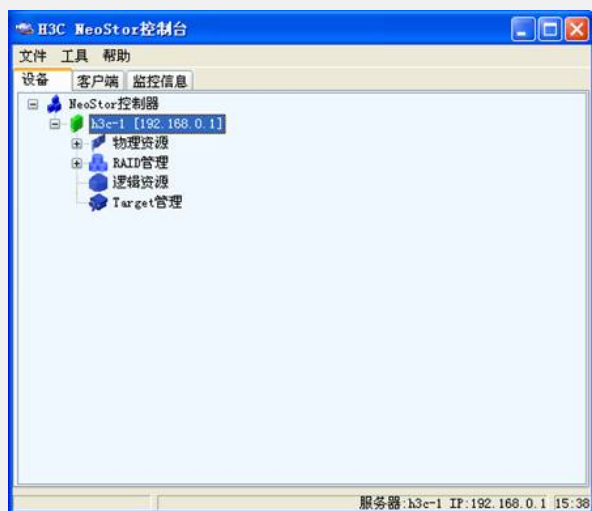 H3C NeoStor控制台
文件 工具 帮助
设备 客户端 监控信息
NeoStor控制器
h3c-1 [192.168.0.1]
物理资源
RAID管理
逻辑资源
Target管理
服务器:h3c-1 IP:192.168.0.1 15:38